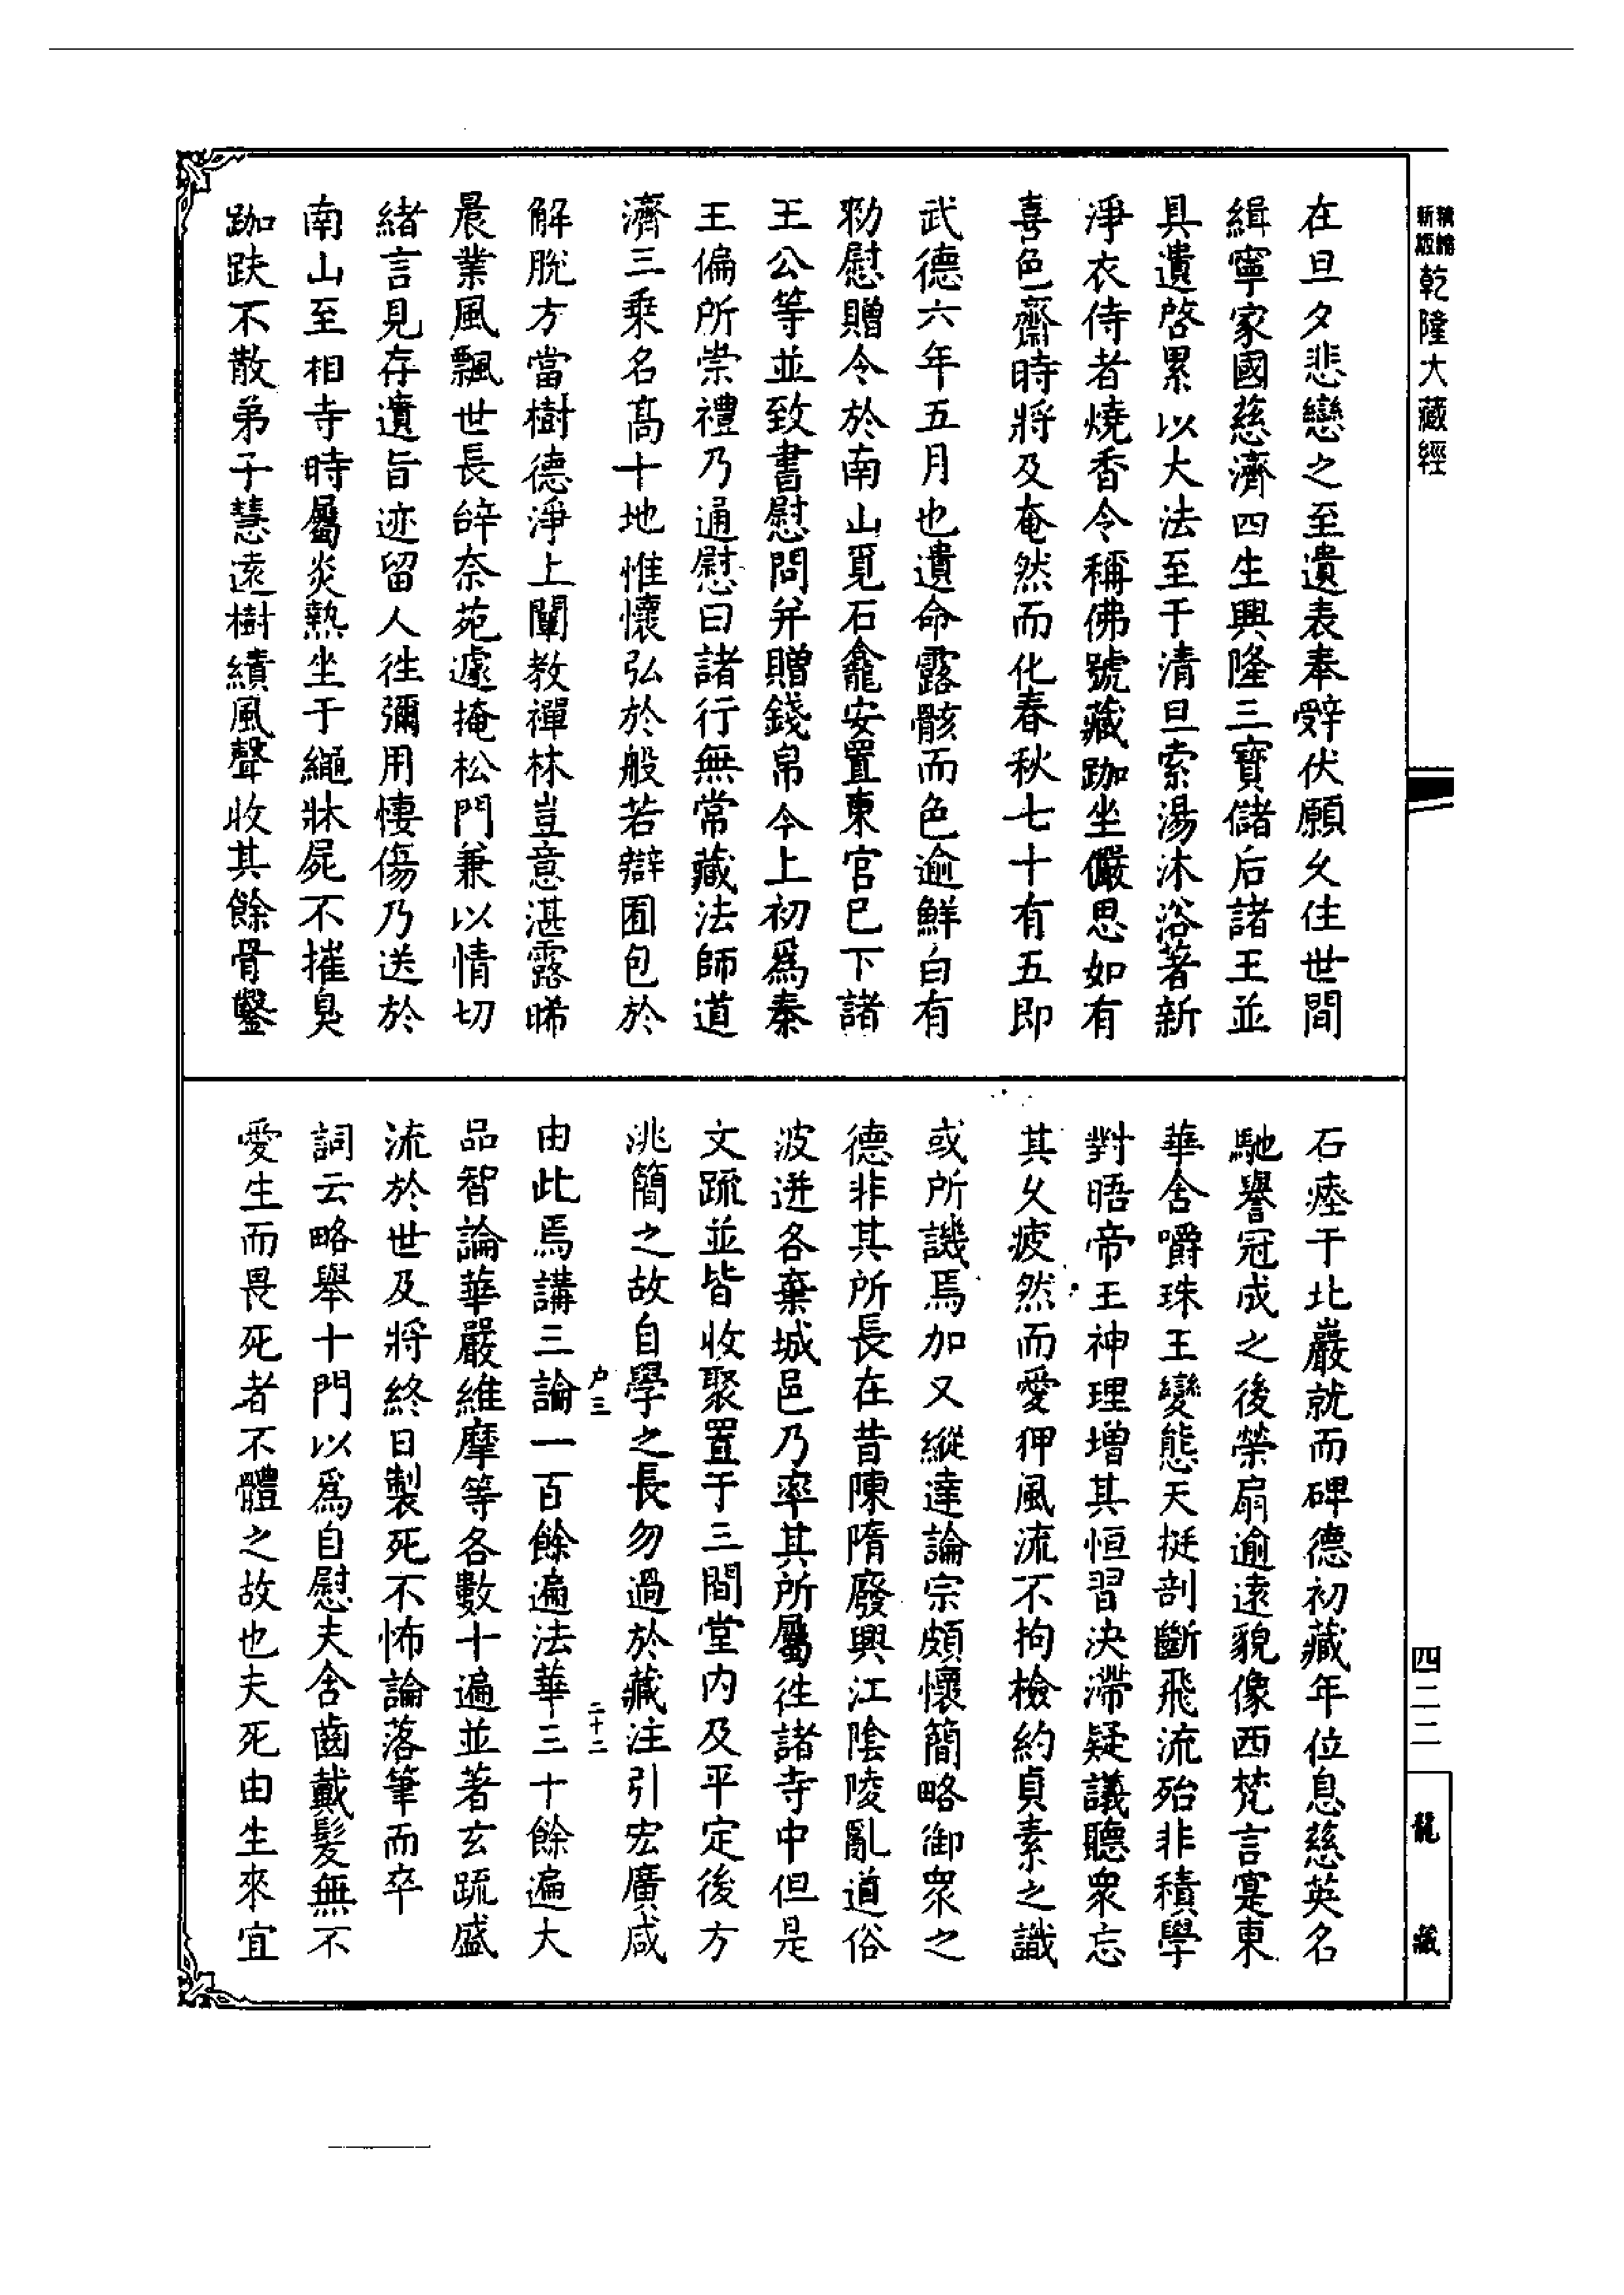 新編
縮版
乾隆大藏經
在旦夕悲戀之至遺表奉辤伏願久住世間
緝寧家國慈濟四生興隆三寶儲后諸王並
具遺啓累以大法至于清旦索湯沐浴著新
淨衣侍者燒香令稱佛號藏跏坐儼思如有
喜色齋時將及奄然而化春秋七十有五即
武德六年五月也遺命露骸而色逾鮮白有
勑慰贈令於南山覓石龕安置東宮已下諸
王公等並致書慰問并贈錢帛今上初爲秦
王偏所崇禮乃通慰曰諸行無常藏法師道
濟三乘名髙十地惟懷弘於般若辯囿包於
解脫方當樹德淨上闡教禪林豈意湛露晞
晨業風飄世長辭奈苑遽掩松門兼以情切
緒言見存遺旨迹留人往彌用悽傷乃送於
南山至相寺時屬炎熱坐于繩牀屍不摧臭
跏趺不散弟子慧遠樹續風聲收其餘骨鑿
石瘞于北巖就而碑德初藏年位息慈英名
馳譽冠成之後榮扇逾遠貌像西梵言寔東
華含嚼珠玉變態天挺剖斷飛流殆非積學
對晤帝王神理增其恒習決滯疑議聽衆忘
其久疲然而愛狎風流不拘檢約貞素之識
或所譏焉加又縱達論宗頗懷簡略御衆之
德非其所長在昔陳隋廢興江陰陵亂道俗
波迸各棄城邑乃率其所屬往諸寺中但是
文疏並皆收聚置于三間堂内及平定後方
洮簡之故自學之長勿過於藏注引宏廣咸
户三　二十二
由此焉講三論一百餘遍法華三十餘遍大
品智論華嚴維摩等各數十遍並著玄疏盛
流於世及將終日製死不怖論落筆而卒
詞云略舉十門以爲自慰夫含齒戴髮無不
愛生而畏死者不體之故也夫死由生來宜
四二二
龍藏